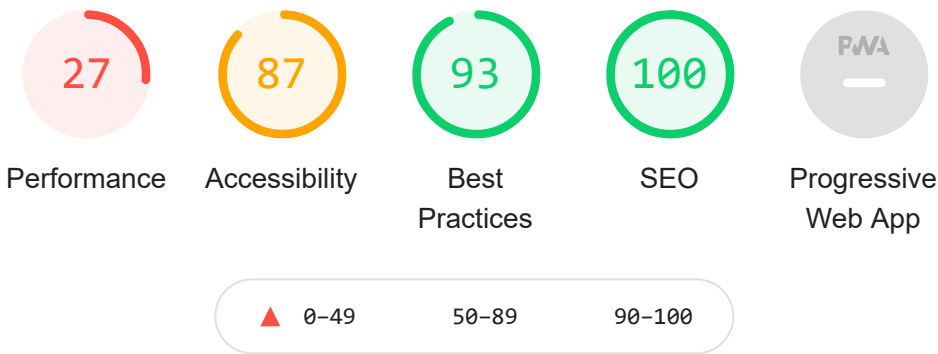 27
87
93
100
PWA
Performance
Accessibility
Best
Practices
SEO
Progressive
Web App
0–49
50–89
90–100